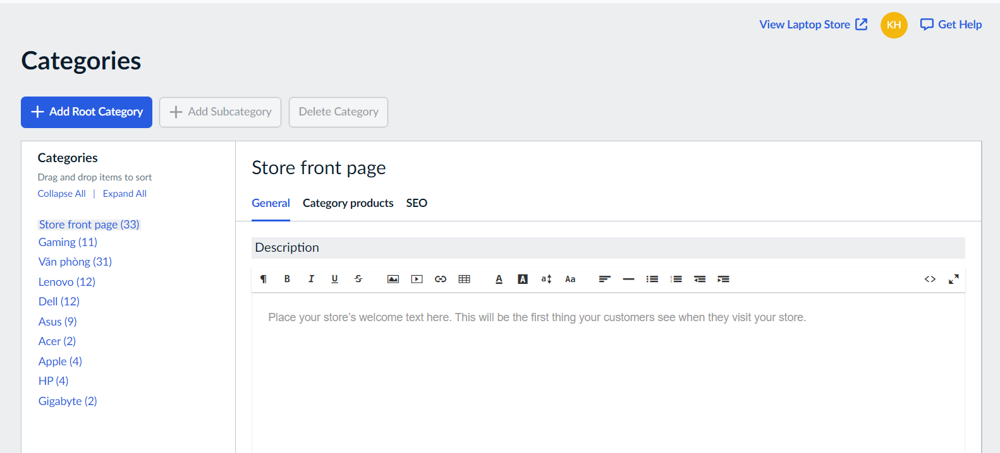 View Laptop Store
KH
Get Help
Categories
Add Root Category
Add Subcategory
Delete Category
Categories
Drag and drop items to sort
Collapse All | Expand All
Store front page (33)
Gaming (11)
Văn phòng (31)
Lenovo (12)
Dell (12)
Asus (9)
Acer (2)
Apple (4)
HP (4)
Gigabyte (2)
Store front page
General Category products SEO
Description
¶ B I U S A A a Aa <>
Place your store's welcome text here. This will be the first thing your customers see when they visit your store.